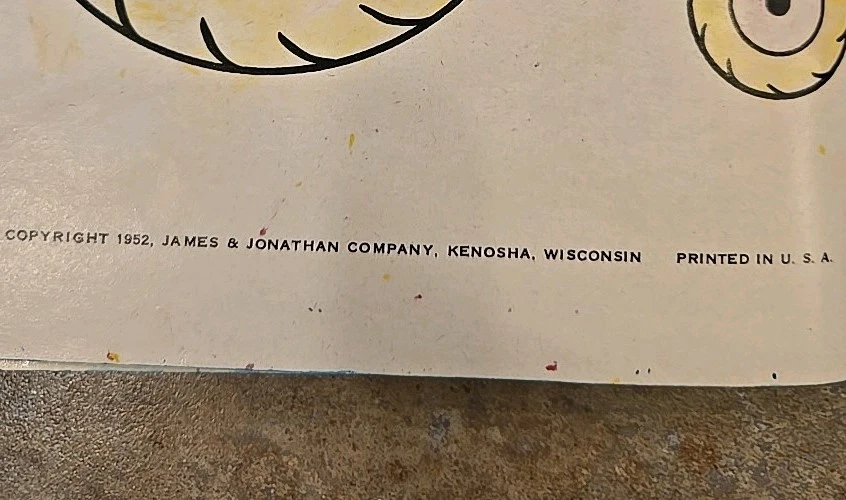 COPYRIGHT 1952, JAMES & JONATHAN COMPANY, KENOSHA, WISCONSIN PRINTED IN U. S. A.